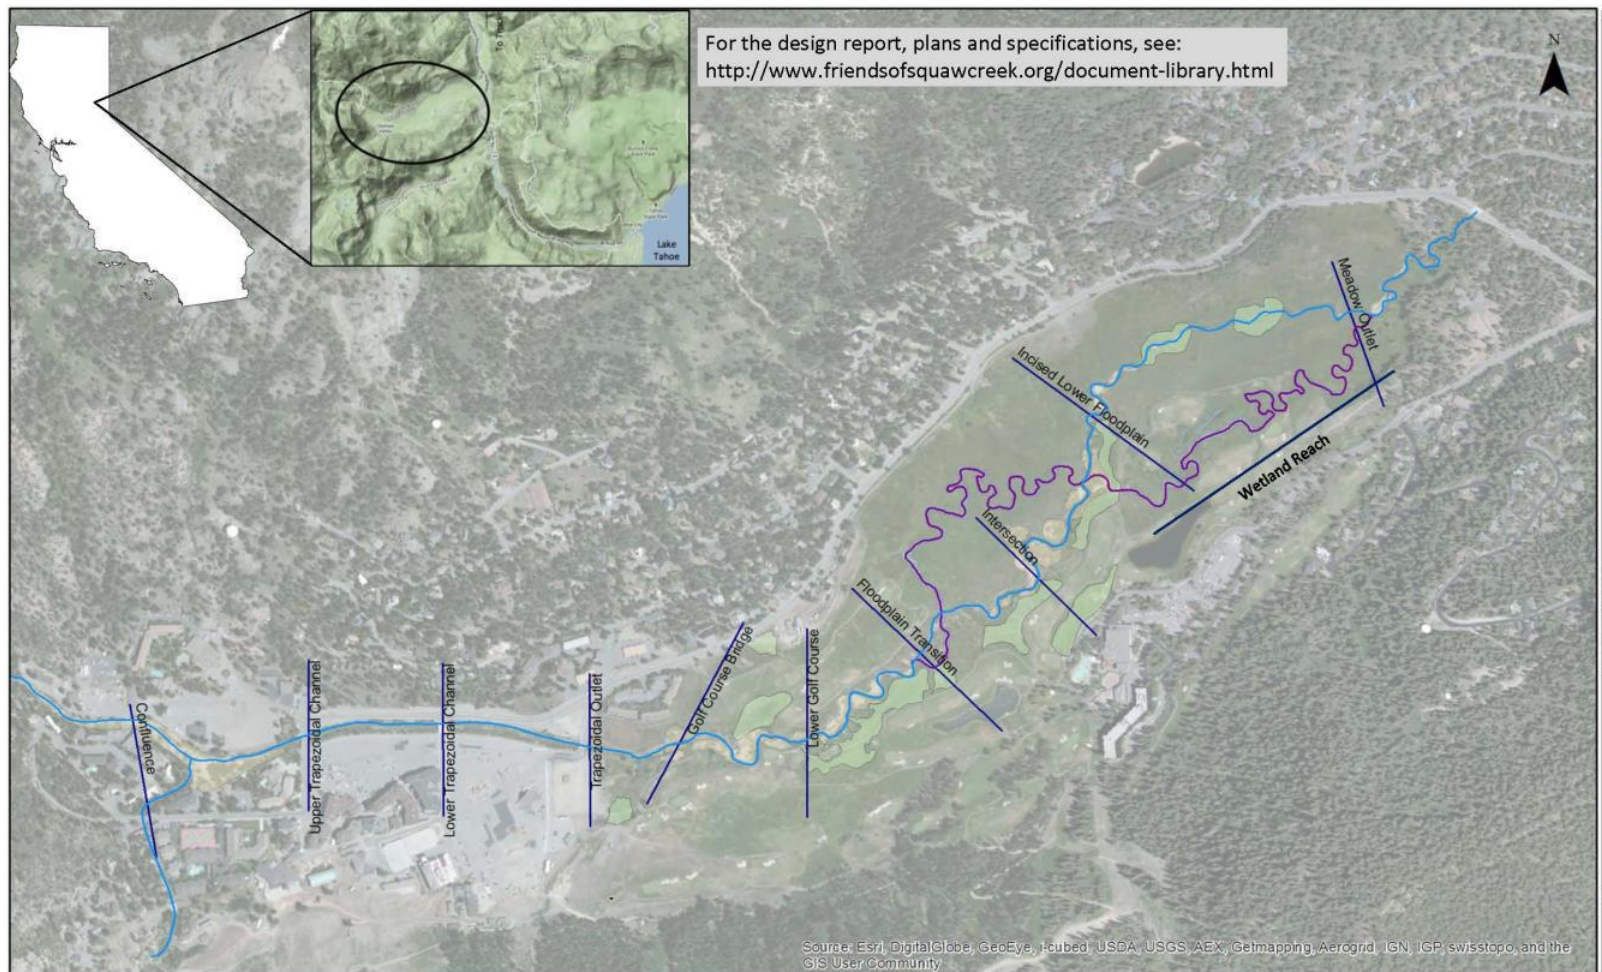 For the design report, plans and specifications, see:
http://www.friendsofsquawcreek.org/document-library.html
N
Lake
Tahoe
Meadow Outlet
Incised Lower Floodplain
Wetland Reach
Intersection
Floodplain Transition
Golf Course Bridge
Lower Golf Course
Trapezoidal Outlet
Lower Trapezoidal Channel
Upper Trapezoidal Channel
Confluence
Source: Esri, DigitalGlobe, GeoEye, i-cubed, USDA, USGS, AEX, Getmapping, Aerogrid, IGN, IGP, swisstopo, and the
GIS User Community